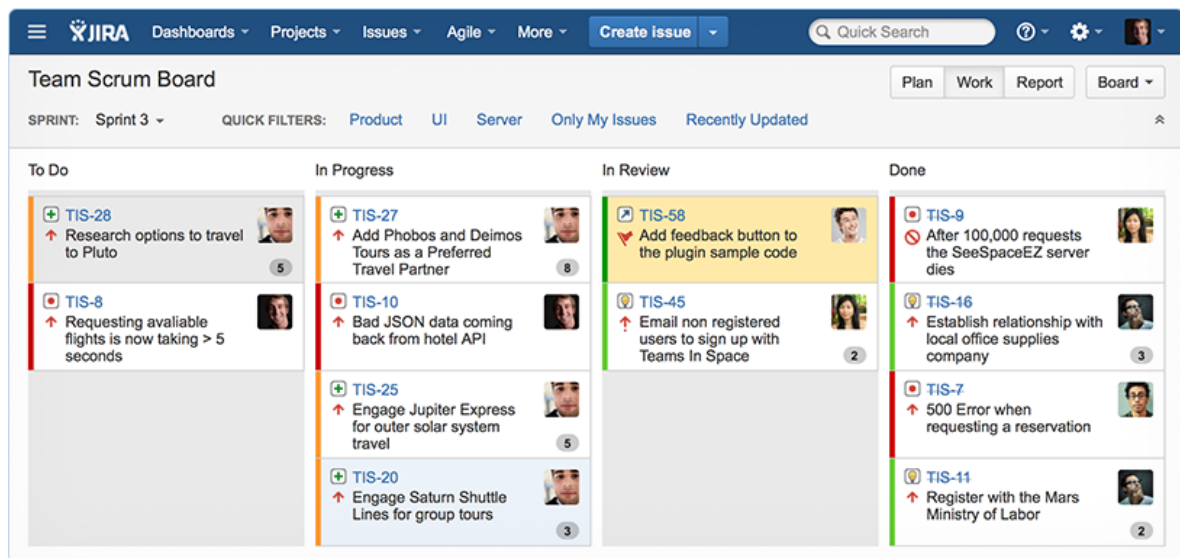 JIRA Dashboards Projects Issues Agile More Create issue Quick Search
Team Scrum Board
Plan Work Report Board
SPRINT: Sprint 3 QUICK FILTERS: Product UI Server Only My Issues Recently Updated
To Do
TIS-28
Research options to travel
to Pluto
5
TIS-8
Requesting avaliable
flights is now taking > 5
seconds
In Progress
TIS-27
Add Phobos and Deimos
Tours as a Preferred
Travel Partner
8
TIS-10
Bad JSON data coming
back from hotel API
TIS-25
Engage Jupiter Express
for outer solar system
travel
5
TIS-20
Engage Saturn Shuttle
Lines for group tours
3
In Review
TIS-58
Add feedback button to
the plugin sample code
TIS-45
Email non registered
users to sign up with
Teams In Space
2
Done
TIS-9
After 100,000 requests
the SeeSpaceEZ server
dies
TIS-16
Establish relationship with
local office supplies
company
3
TIS-7
500 Error when
requesting a reservation
TIS-11
Register with the Mars
Ministry of Labor
2